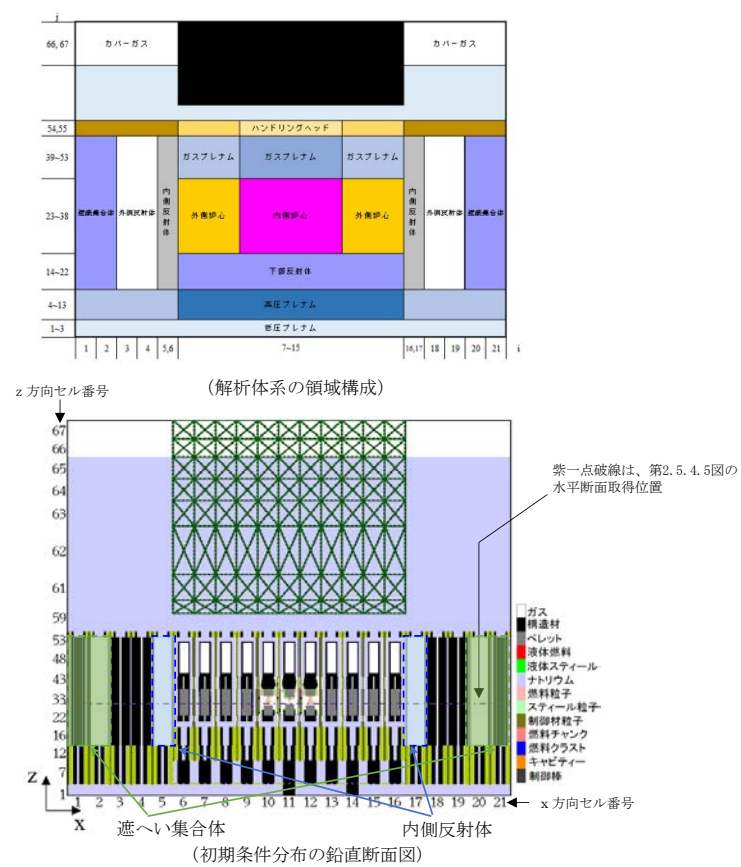 j
66, 67
カバーガス
カバーガス
54,55
ハンドリングヘッド
39~53
ガスプレナム
ガスプレナム
ガスプレナム
23~38
外側反射体
内側反射体
外側炉心
内側炉心
外側炉心
内側反射体
外側反射体
14~22
下部反射体
4~13
高圧プレナム
1~3
低圧プレナム
1 2 3 4 5,6 7~15 16,17 18 19 20 21 i
(解析体系の領域構成)
z 方向セル番号
67
66
65
64
63
62
61
59
53
48
43
33
22
16
12
7
1
紫一点破線は、第2.5.4.5図の
水平断面取得位置
ガス
構造材
ペレット
液体燃料
液体スティール
ナトリウム
燃料粒子
スティール粒子
制御材粒子
燃料チャンク
燃料クラスト
キャビティー
制御棒
Z
X
1 2 3 4 5 6 7 8 9 10 11 12 13 14 15 16 17 18 19 20 21
x 方向セル番号
遮へい集合体
内側反射体
(初期条件分布の鉛直断面図)